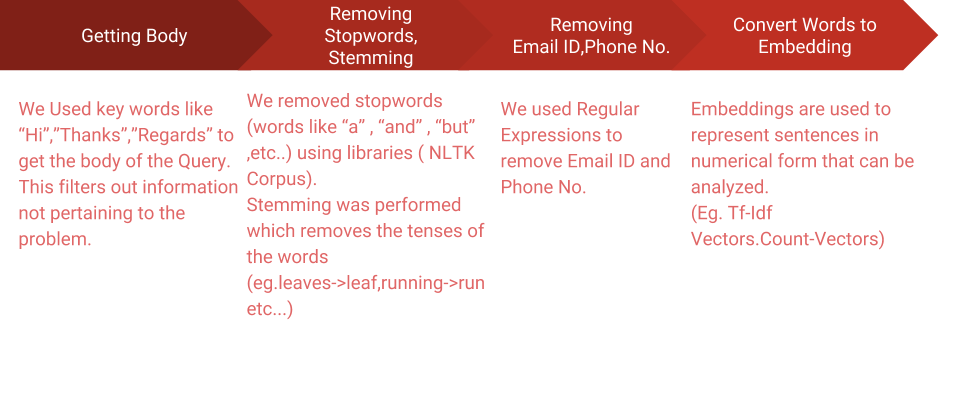 Getting Body
Removing
Stopwords,
Stemming
Removing
Email ID,Phone No.
Convert Words to
Embedding
We Used key words like
“Hi”,”Thanks”,”Regards” to
get the body of the Query.
This filters out information
not pertaining to the
problem.
We removed stopwords
(words like “a” , “and” , “but”
,etc..) using libraries ( NLTK
Corpus).
Stemming was performed
which removes the tenses of
the words
(eg.leaves->leaf,running->run
etc...)
We used Regular
Expressions to
remove Email ID and
Phone No.
Embeddings are used to
represent sentences in
numerical form that can be
analyzed.
(Eg. Tf-Idf
Vectors.Count-Vectors)